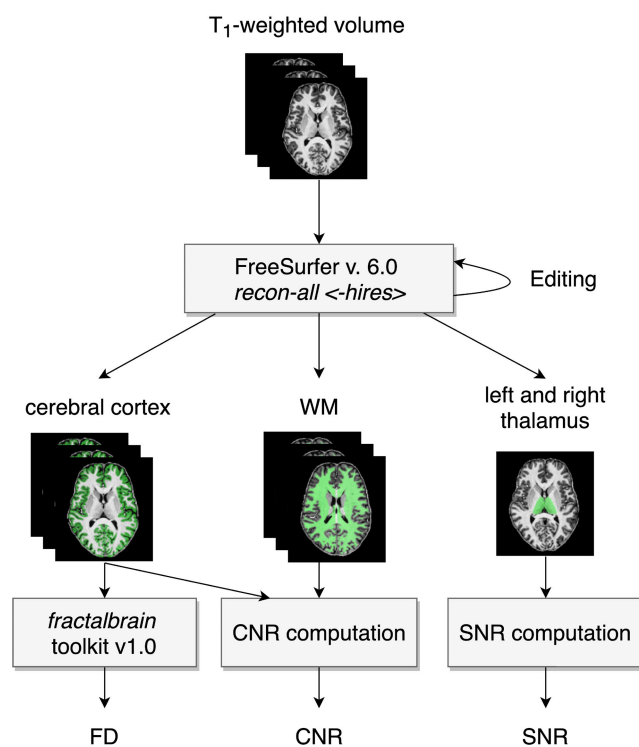 T1-weighted volume
FreeSurfer v. 6.0
recon-all <-hires>
Editing
cerebral cortex
WM
left and right
thalamus
fractalbrain
toolkit v1.0
CNR computation
SNR computation
FD
CNR
SNR